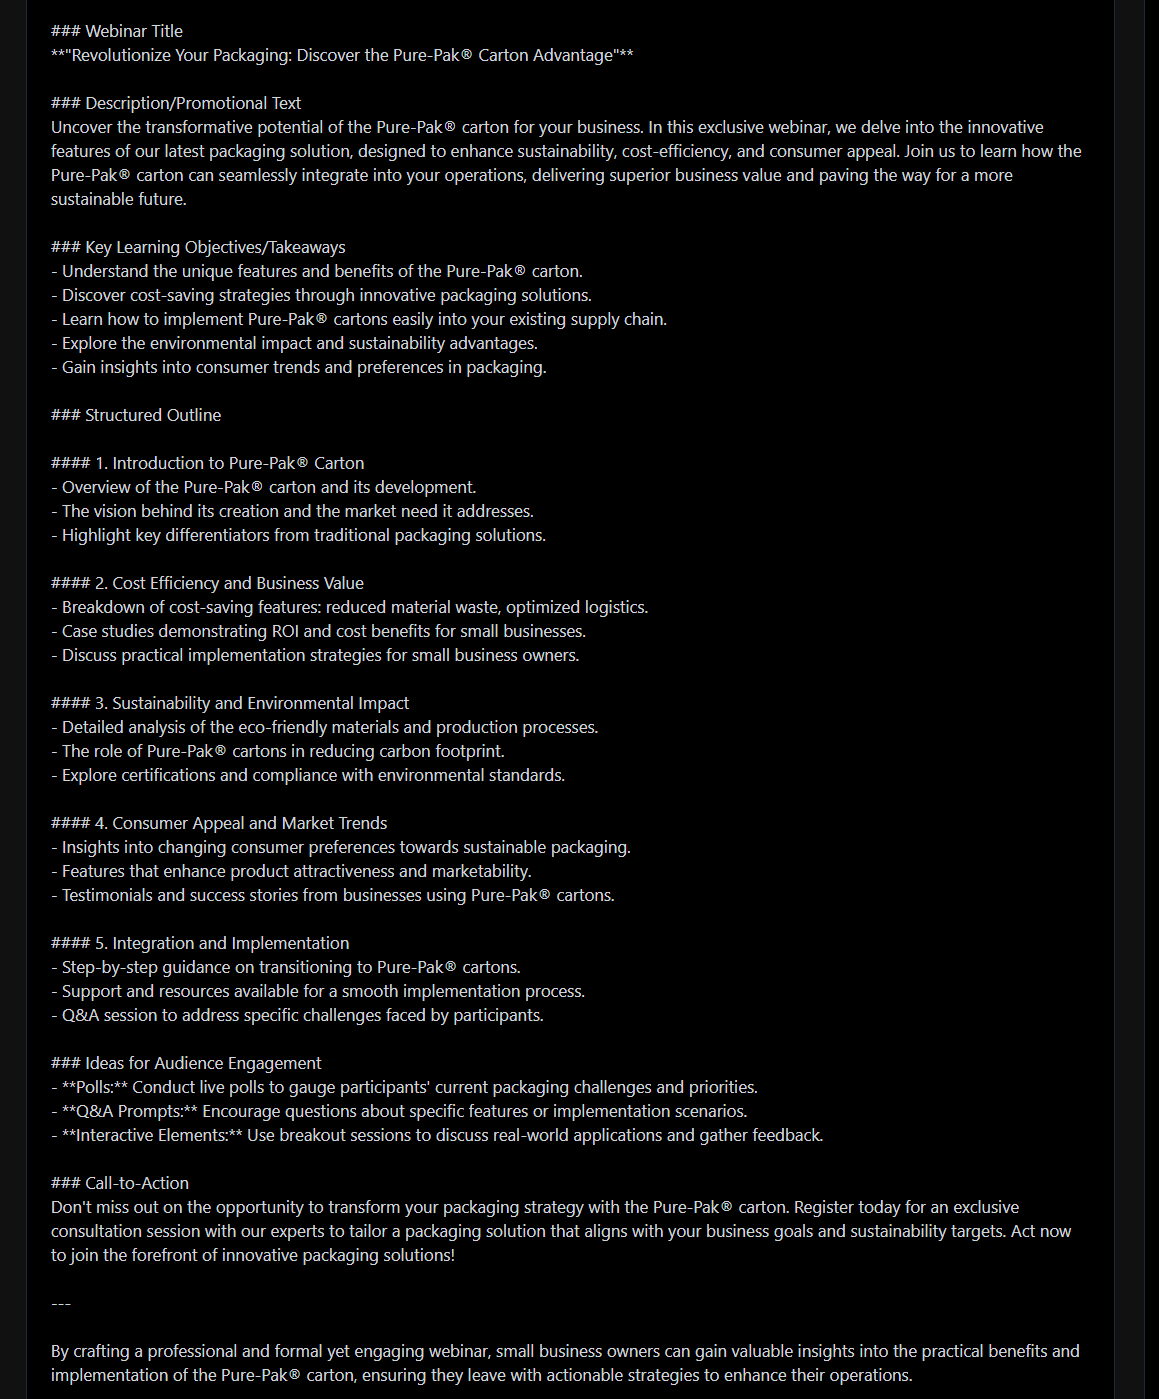 ### Webinar Title
**"Revolutionize Your Packaging: Discover the Pure-Pak® Carton Advantage"**
### Description/Promotional Text
Uncover the transformative potential of the Pure-Pak® carton for your business. In this exclusive webinar, we delve into the innovative
features of our latest packaging solution, designed to enhance sustainability, cost-efficiency, and consumer appeal. Join us to learn how the
Pure-Pak® carton can seamlessly integrate into your operations, delivering superior business value and paving the way for a more
sustainable future.
### Key Learning Objectives/Takeaways
- Understand the unique features and benefits of the Pure-Pak® carton.
- Discover cost-saving strategies through innovative packaging solutions.
- Learn how to implement Pure-Pak® cartons easily into your existing supply chain.
- Explore the environmental impact and sustainability advantages.
- Gain insights into consumer trends and preferences in packaging.
### Structured Outline
#### 1. Introduction to Pure-Pak® Carton
- Overview of the Pure-Pak® carton and its development.
- The vision behind its creation and the market need it addresses.
- Highlight key differentiators from traditional packaging solutions.
#### 2. Cost Efficiency and Business Value
- Breakdown of cost-saving features: reduced material waste, optimized logistics.
- Case studies demonstrating ROI and cost benefits for small businesses.
- Discuss practical implementation strategies for small business owners.
#### 3. Sustainability and Environmental Impact
- Detailed analysis of the eco-friendly materials and production processes.
- The role of Pure-Pak® cartons in reducing carbon footprint.
- Explore certifications and compliance with environmental standards.
#### 4. Consumer Appeal and Market Trends
- Insights into changing consumer preferences towards sustainable packaging.
- Features that enhance product attractiveness and marketability.
- Testimonials and success stories from businesses using Pure-Pak® cartons.
#### 5. Integration and Implementation
- Step-by-step guidance on transitioning to Pure-Pak® cartons.
- Support and resources available for a smooth implementation process.
- Q&A session to address specific challenges faced by participants.
### Ideas for Audience Engagement
- **Polls:** Conduct live polls to gauge participants' current packaging challenges and priorities.
- **Q&A Prompts:** Encourage questions about specific features or implementation scenarios.
- **Interactive Elements:** Use breakout sessions to discuss real-world applications and gather feedback.
### Call-to-Action
Don't miss out on the opportunity to transform your packaging strategy with the Pure-Pak® carton. Register today for an exclusive
consultation session with our experts to tailor a packaging solution that aligns with your business goals and sustainability targets. Act now
to join the forefront of innovative packaging solutions!
---
By crafting a professional and formal yet engaging webinar, small business owners can gain valuable insights into the practical benefits and
implementation of the Pure-Pak® carton, ensuring they leave with actionable strategies to enhance their operations.